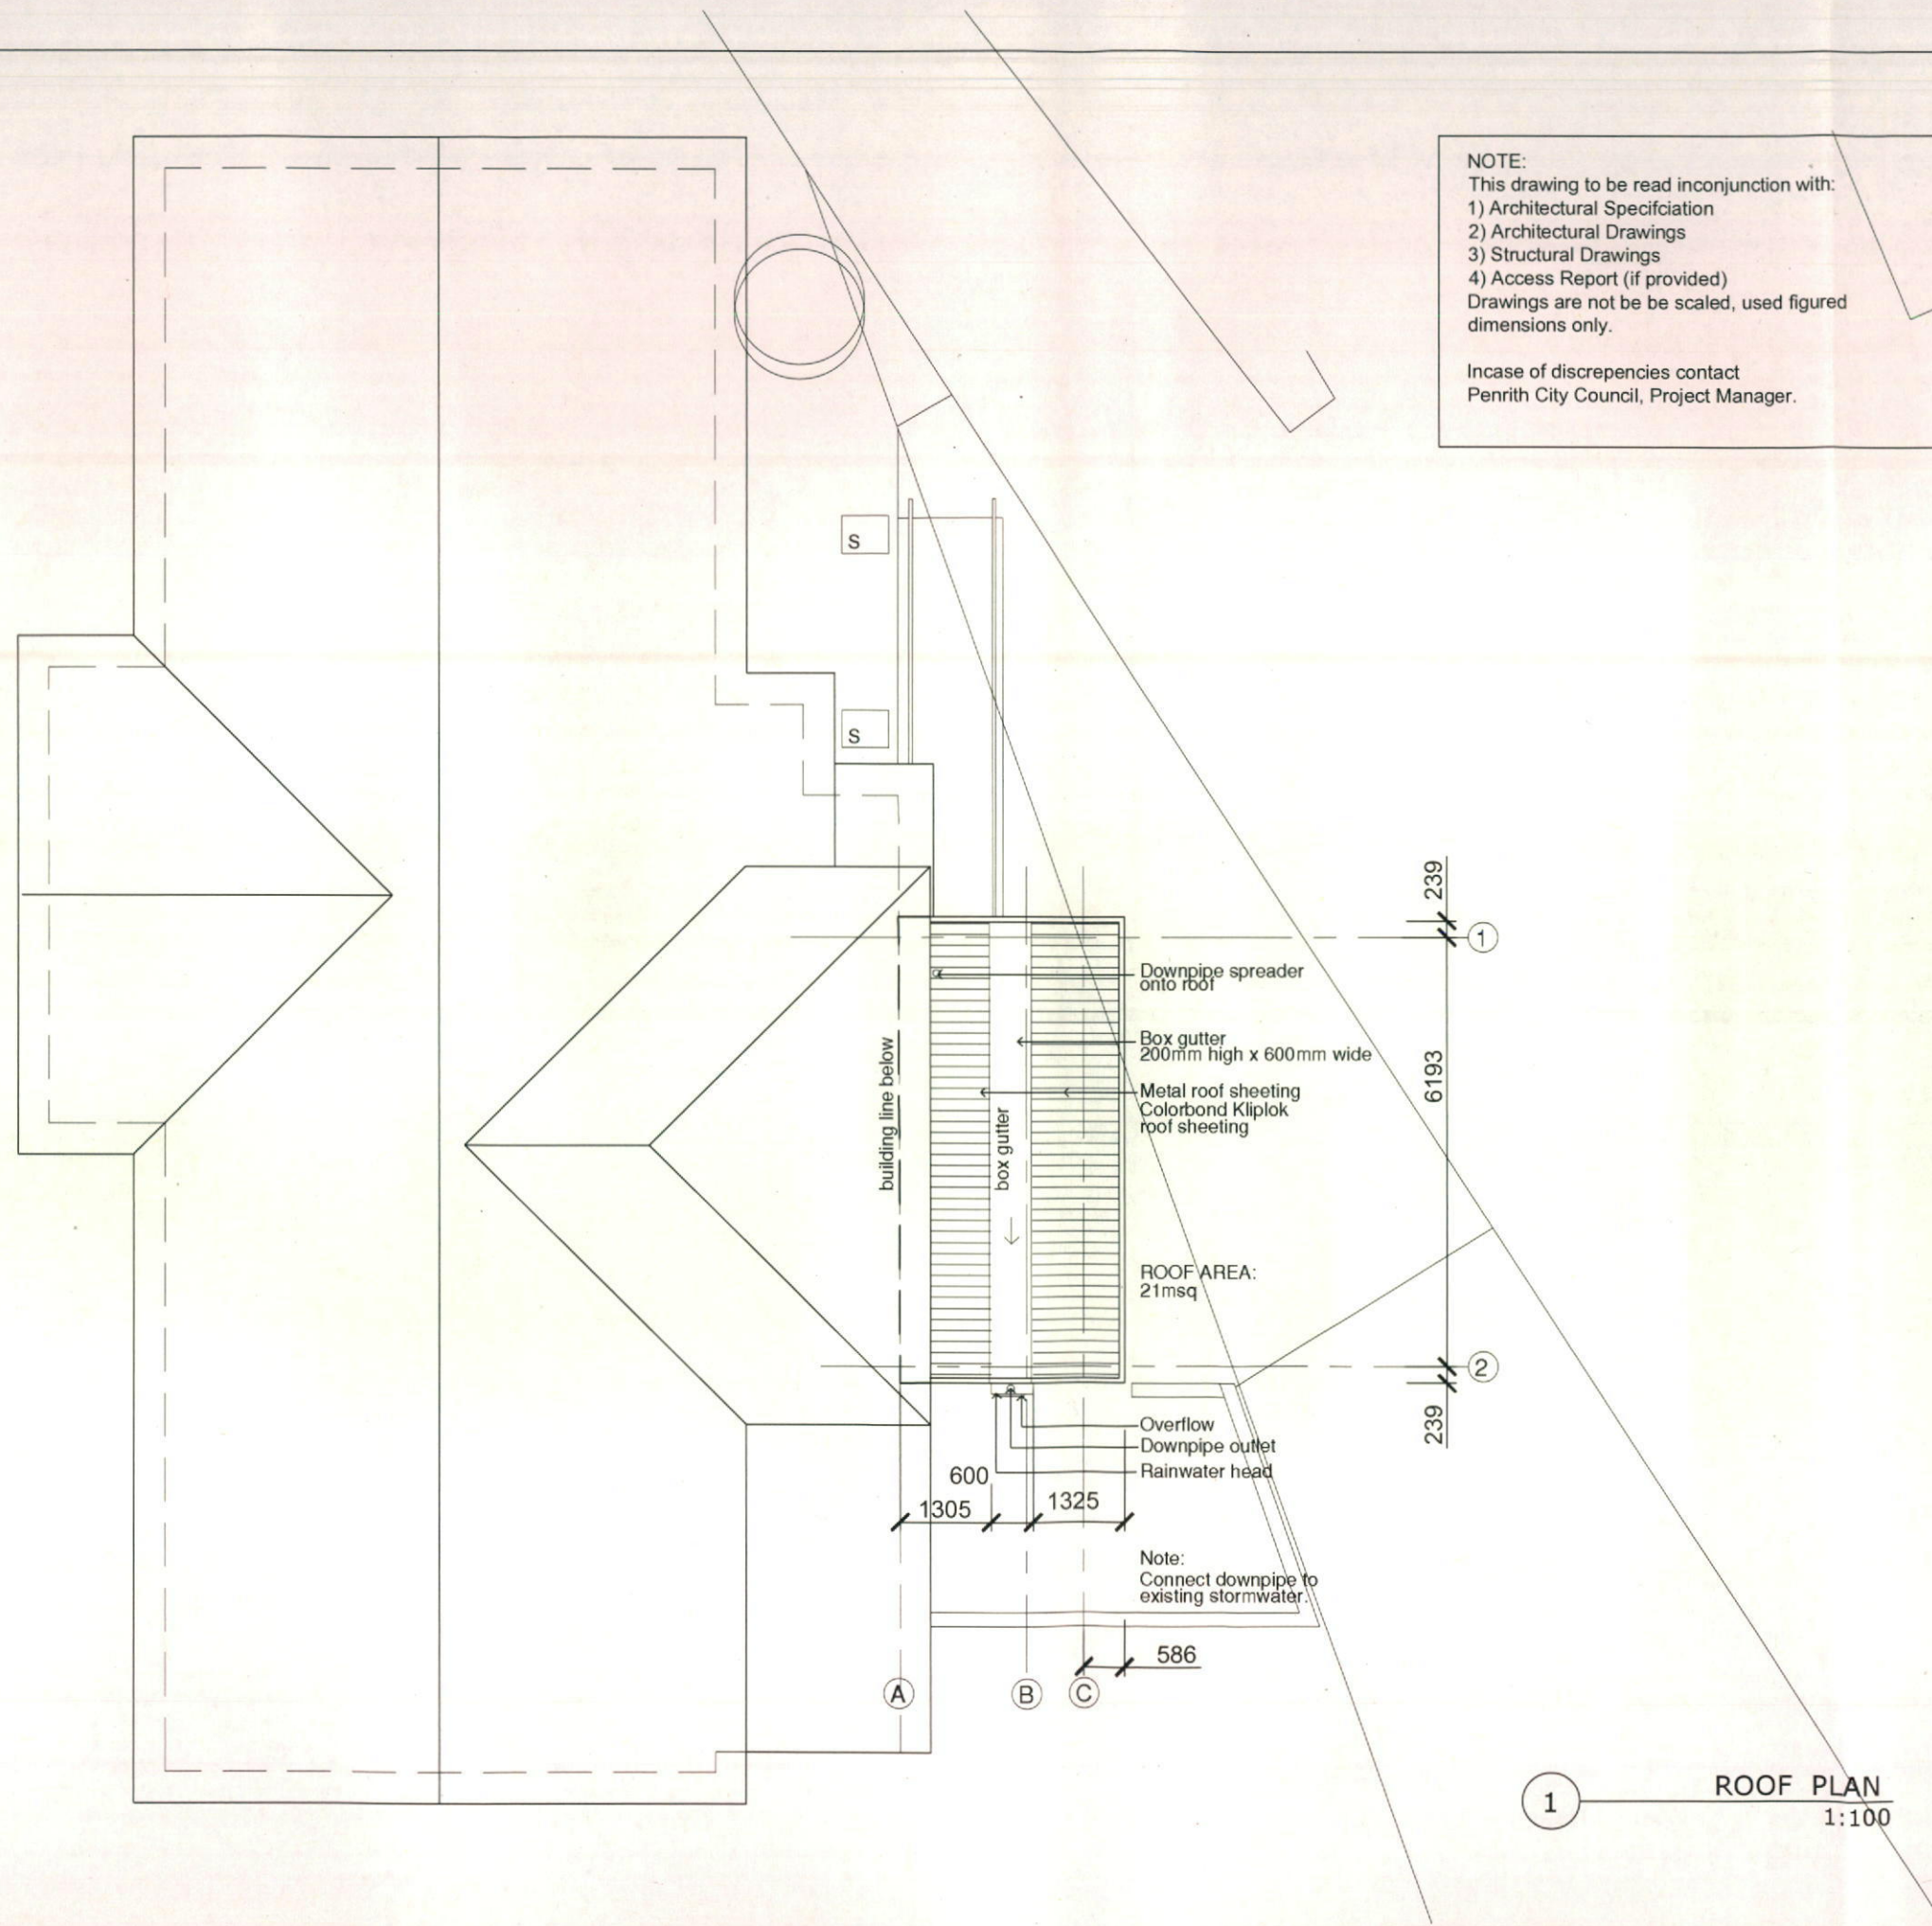 NOTE:
This drawing to be read inconjunction with:
1) Architectural Specifciation
2) Architectural Drawings
3) Structural Drawings
4) Access Report (if provided)
Drawings are not be be scaled, used figured
dimensions only.
Incase of discrepencies contact
Penrith City Council, Project Manager.
S
S
239
1
Downpipe spreader
onto roof
Box gutter
200mm high x 600mm wide
Metal roof sheeting
Colorbond Kliplok
roof sheeting
building line below
box gutter
6193
ROOF AREA:
21msq
2
239
Overflow
Downpipe outlet
Rainwater head
600
1305
1325
Note:
Connect downpipe to
existing stormwater.
586
A
B
C
1
ROOF PLAN
1:100